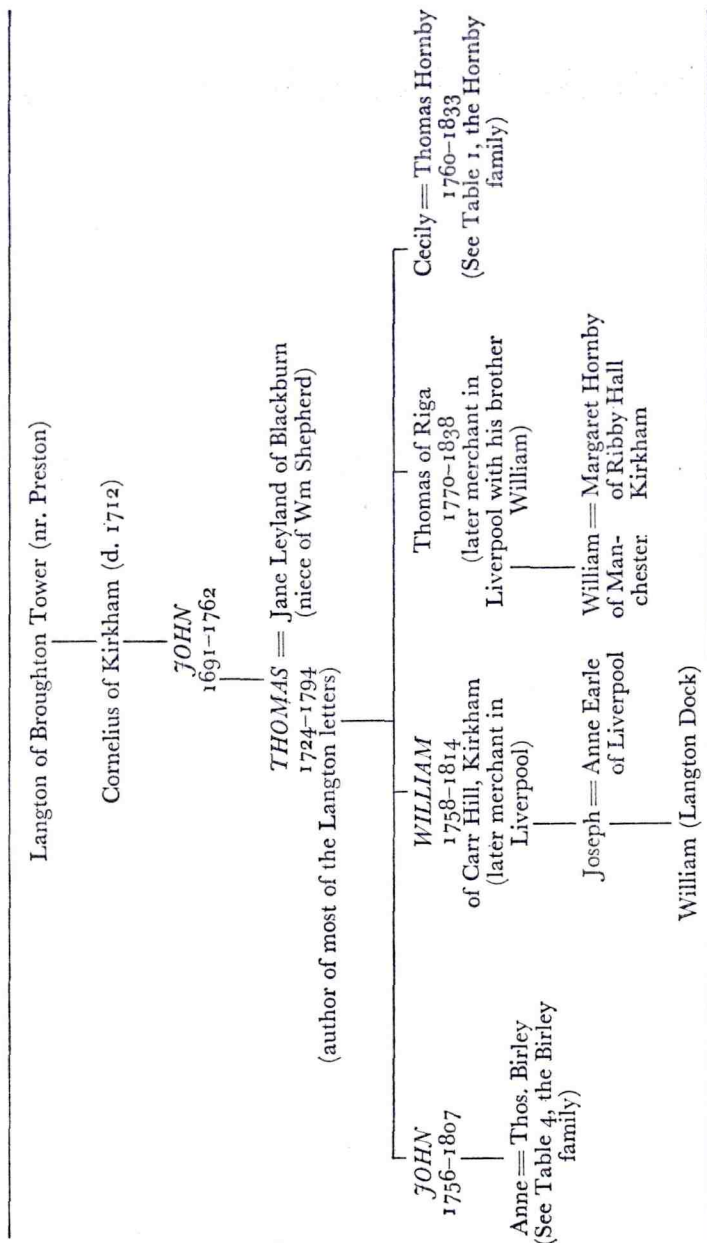 Langton of Broughton Tower (nr. Preston)
Cornelius of Kirkham (d. 1712)
JOHN
1691–1762
THOMAS = Jane Leyland of Blackburn
1724–1794 (niece of Wm Shepherd)
(author of most of the Langton letters)
JOHN
1756–1807
Anne = Thos. Birley
(See Table 4, the Birley
family)
WILLIAM
1758–1814
of Carr Hill, Kirkham
(later merchant in
Liverpool)
Joseph = Anne Earle
of Liverpool
William (Langton Dock)
Thomas of Riga
1770–1838
(later merchant in
Liverpool with his brother
William)
William = Margaret Hornby
of Man- of Ribby Hall
chester Kirkham
Cecily = Thomas Hornby
1760–1833
(See Table 1, the Hornby
family)